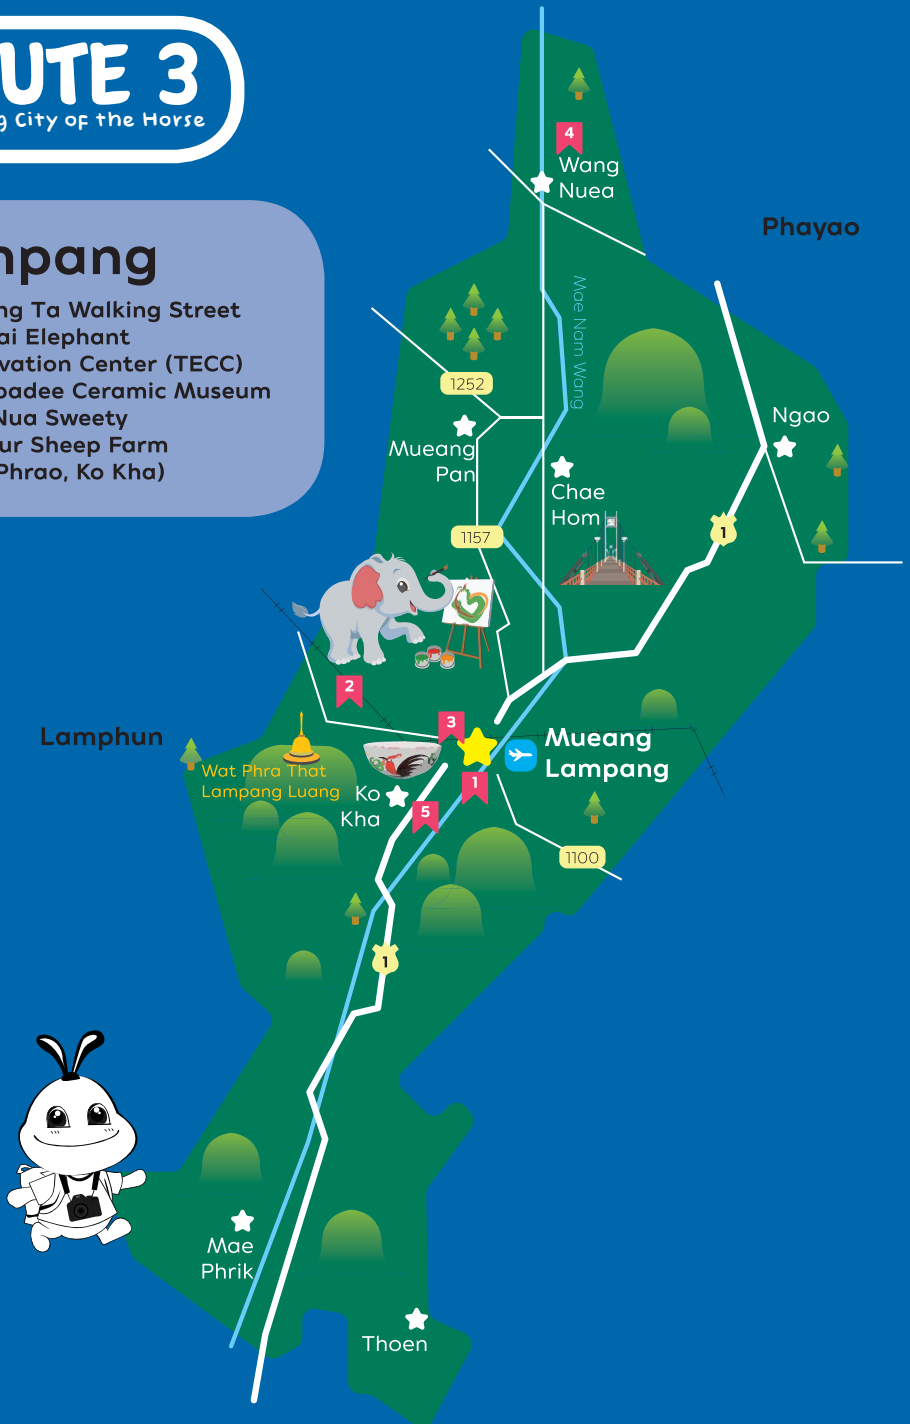 UTE 3
g City of the Horse
mpang
ng Ta Walking Street
ai Elephant
vation Center (TECC)
badee Ceramic Museum
Nua Sweety
ur Sheep Farm
Phrao, Ko Kha)
4
Wang
Nuea
Phayao
Mae Nam Wang
1252
Ngao
Mueang
Pan
Chae
Hom
1
1157
2
3
Lamphun
Mueang
Lampang
Wat Phra That
Lampang Luang
Ko
Kha
1
5
1100
1
Mae
Phrik
Thoen